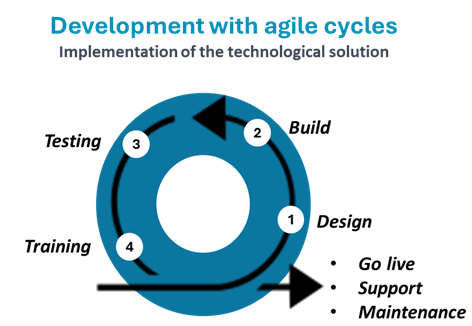 Development with agile cycles
Implementation of the technological solution
2 Build
Testing 3
1 Design
Training 4
• Go live
• Support
• Maintenance